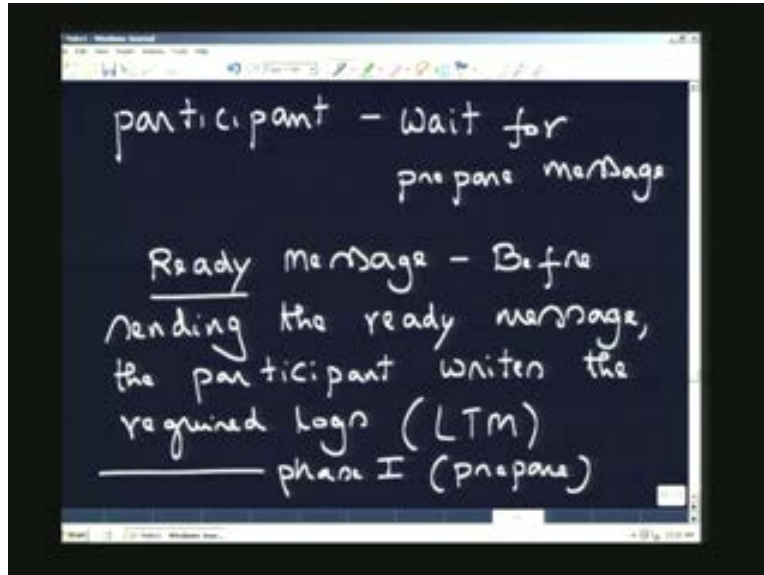 participant - wait for
prepare message
Ready message - Befre
sending the ready message,
the participant writes the
required Logs (LTM)
phase I (prepare)